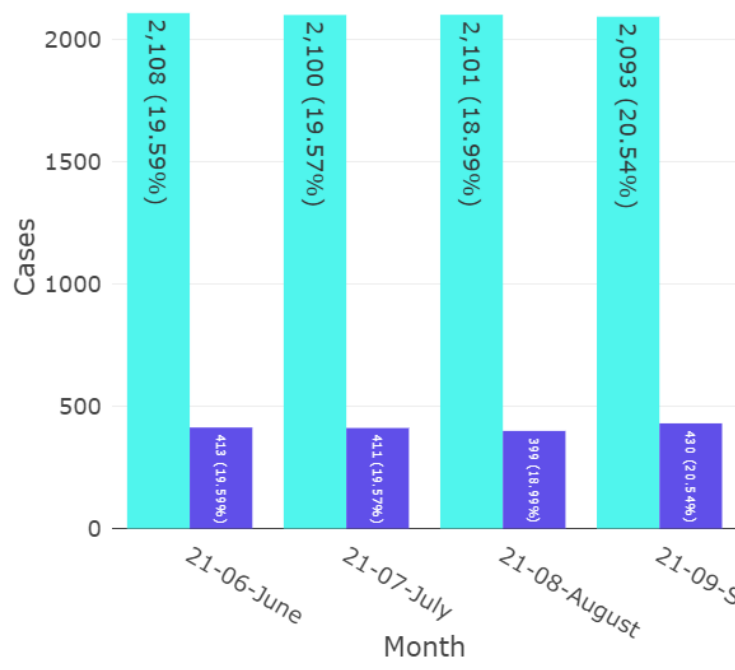 2000
1500
1000
500
0
Cases
2,108 (19.59%)
413 (19.59%)
2,100 (19.57%)
411 (19.57%)
2,101 (18.99%)
399 (18.99%)
2,093 (20.54%)
430 (20.54%)
21-06-June
21-07-July
21-08-August
21-09-S
Month